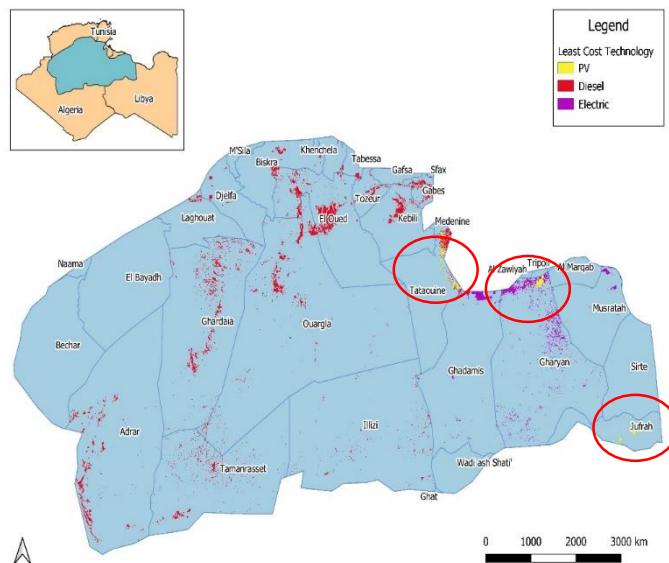 Tunisia
Algeria
Libya
Legend
Least Cost Technology
PV
Diesel
Electric
M'Sila
Khenchela
Biskra
Tabessa
Gafsa
Sfax
Djelfa
Tozeur
Gabes
Laghouat
El Oued
Kebili
Medenine
Naama
El Bayadh
Tataouine
Al Zawiyah
Tripoli
Al Marqab
Ghardaia
Ouargla
Musratah
Bechar
Ghadamis
Gharyan
Sirte
Adrar
Illizi
Jufrah
Tamanrasset
Wadi ash Shati'
Ghat
0 1000 2000 3000 km